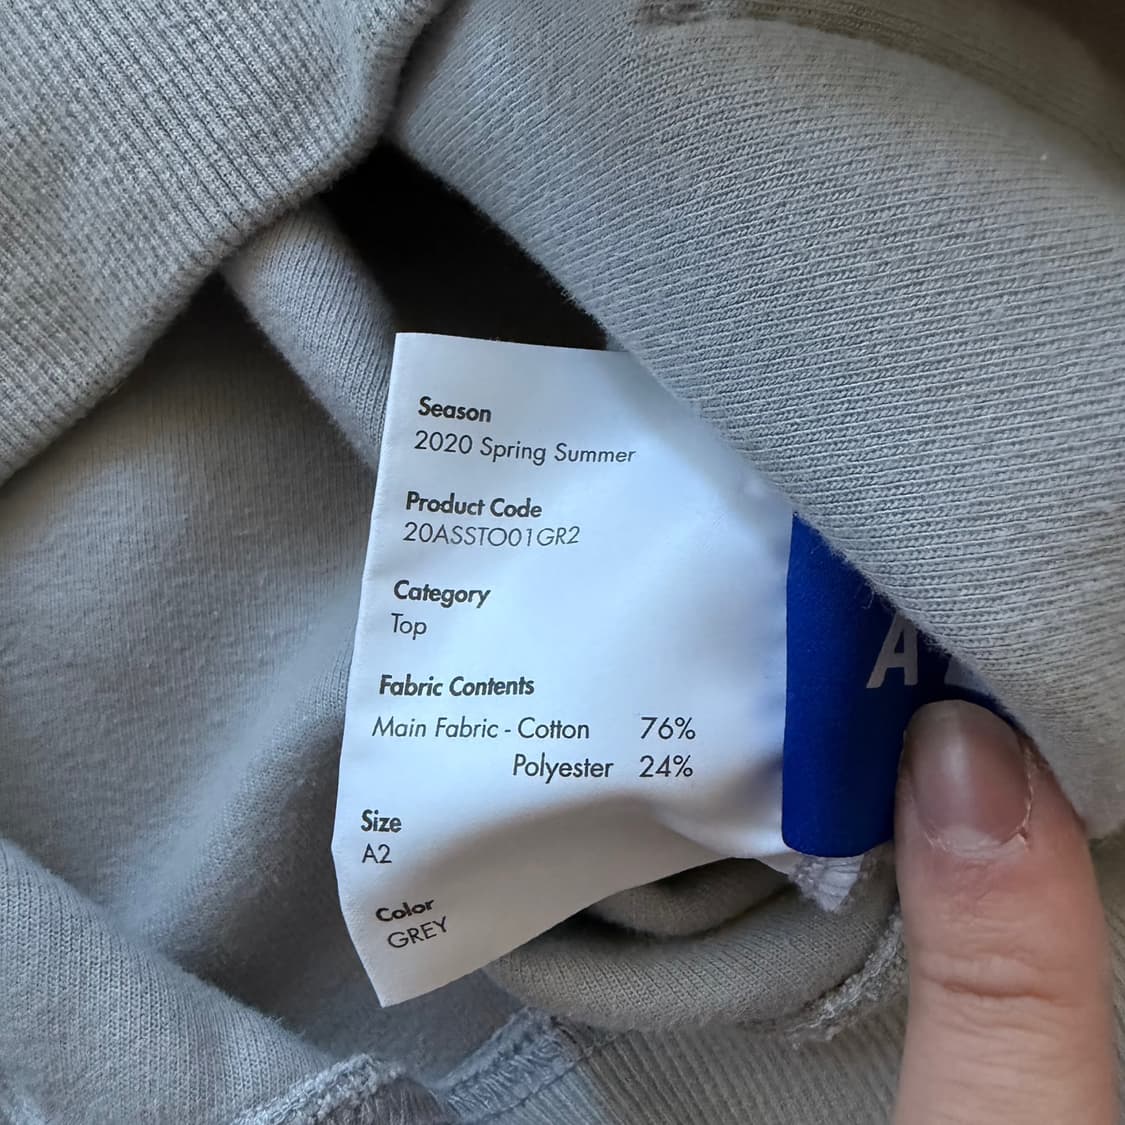 Season
2020 Spring Summer
Product Code
20ASSTO01GR2
Category
Top
Fabric Contents
Main Fabric - Cotton 76%
Polyester 24%
Size
A2
Color
GREY
A